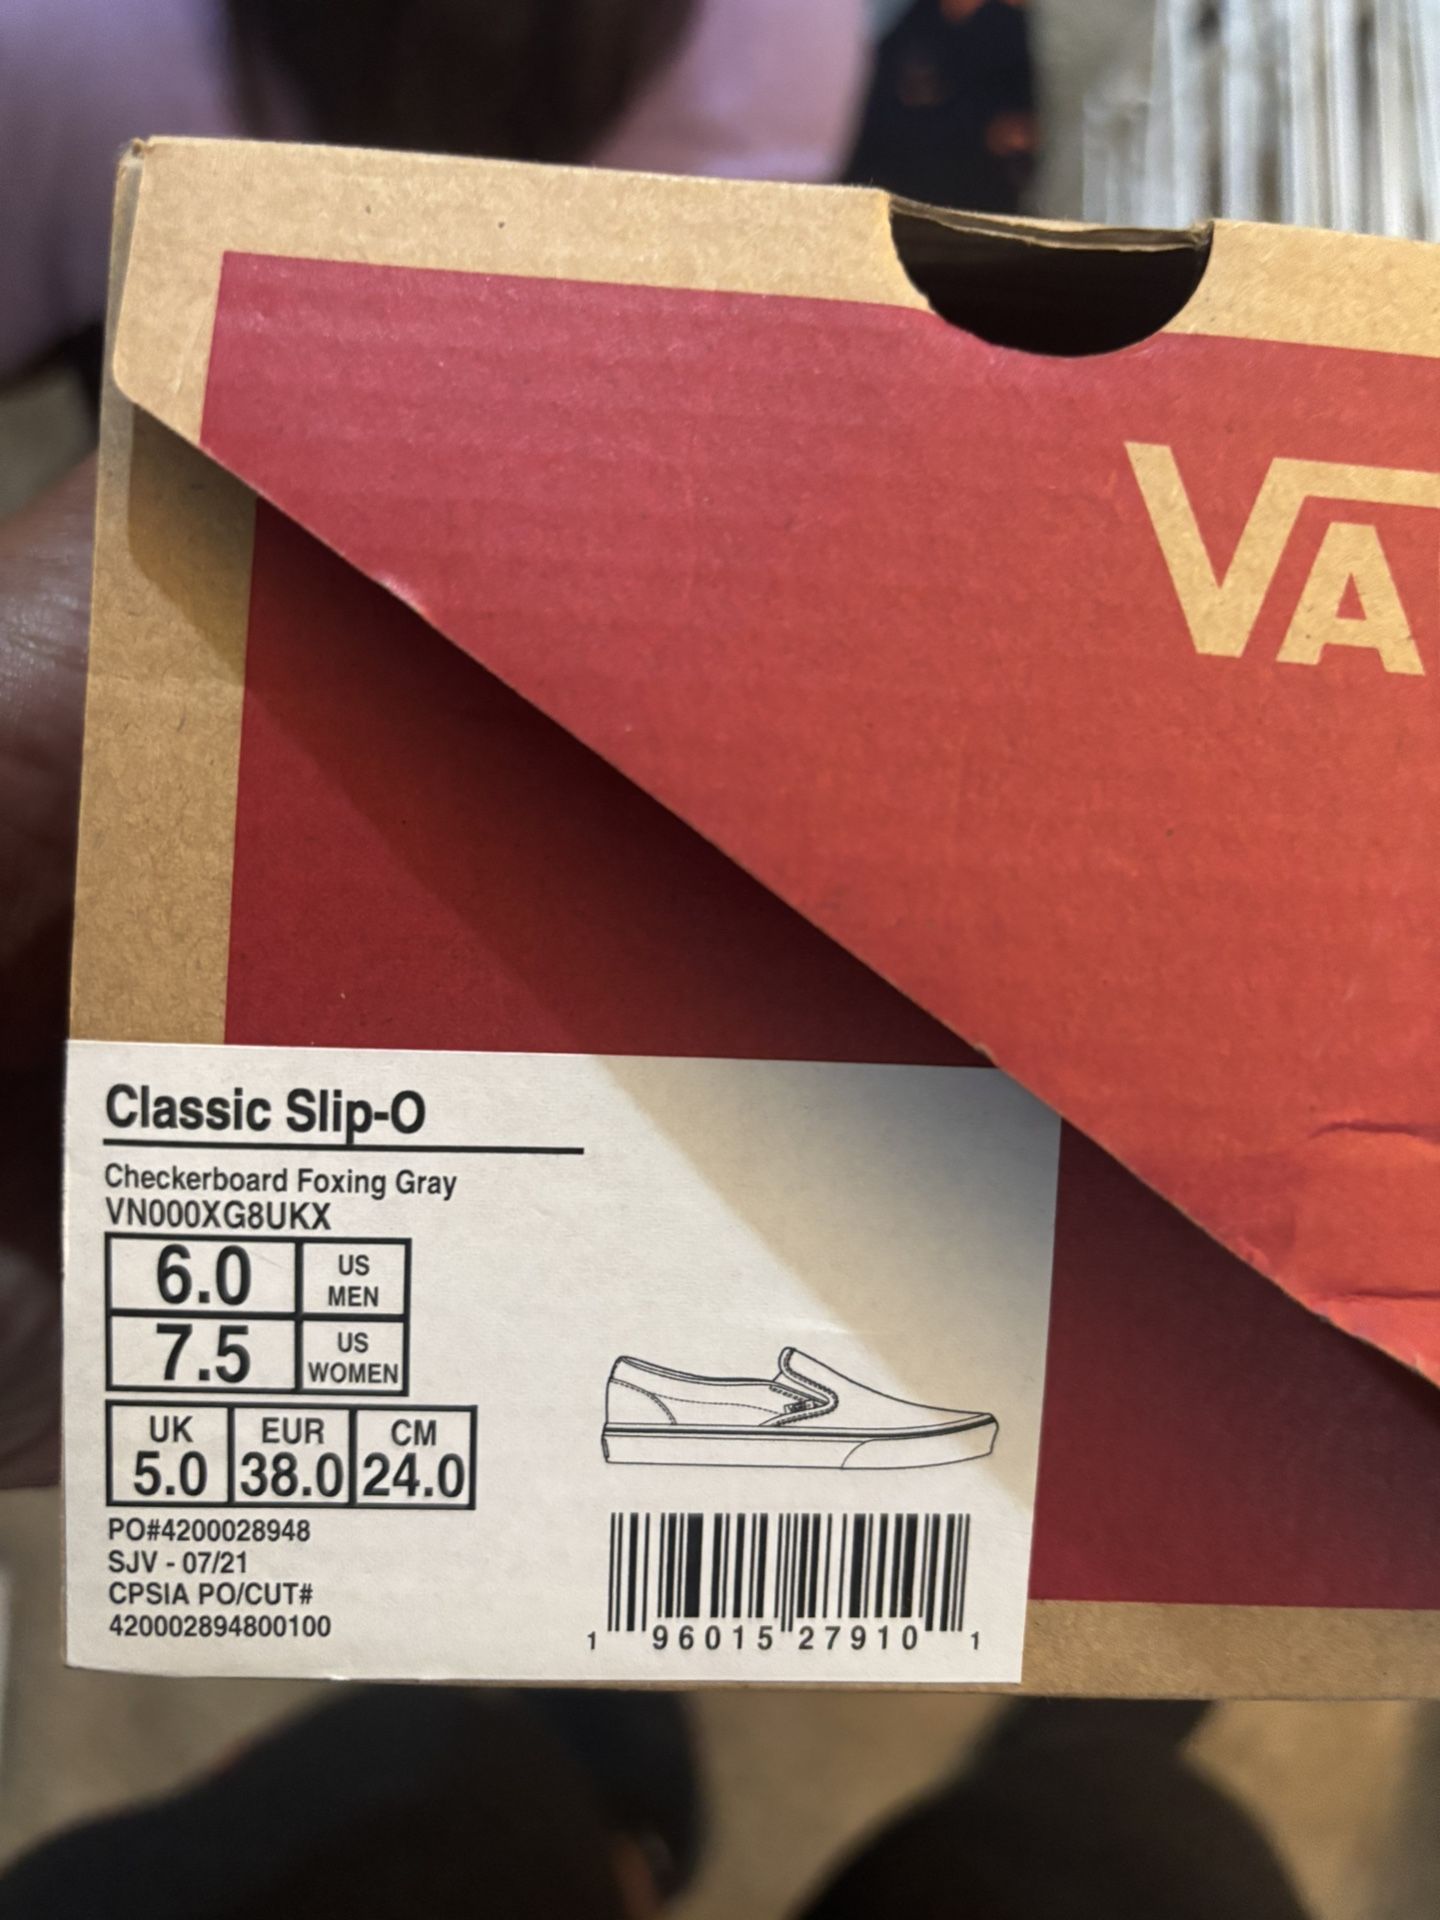 VA
Classic Slip-O
Checkerboard Foxing Gray
VN000XG8UKX
6.0 US MEN
7.5 US WOMEN
UK EUR CM
5.0 38.0 24.0
PO#4200028948
SJV - 07/21
CPSIA PO/CUT#
420002894800100
1 96015 27910 1